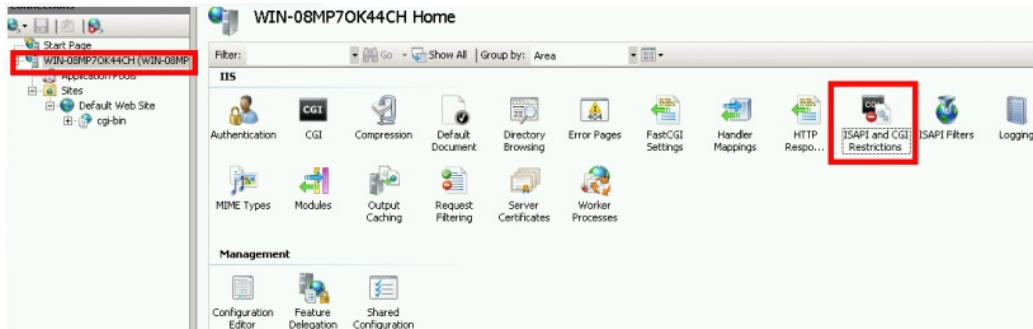 Connections
WIN-08MP7OK44CH Home
Start Page
WIN-08MP7OK44CH (WIN-08MP
Application Pools
Sites
Default Web Site
cgi-bin
Filter:
Go
Show All
Group by: Area
IIS
Authentication
CGI
Compression
Default
Document
Directory
Browsing
Error Pages
FastCGI
Settings
Handler
Mappings
HTTP
Respo...
ISAPI and CGI
Restrictions
ISAPI Filters
Logging
MIME Types
Modules
Output
Caching
Request
Filtering
Server
Certificates
Worker
Processes
Management
Configuration
Editor
Feature
Delegation
Shared
Configuration